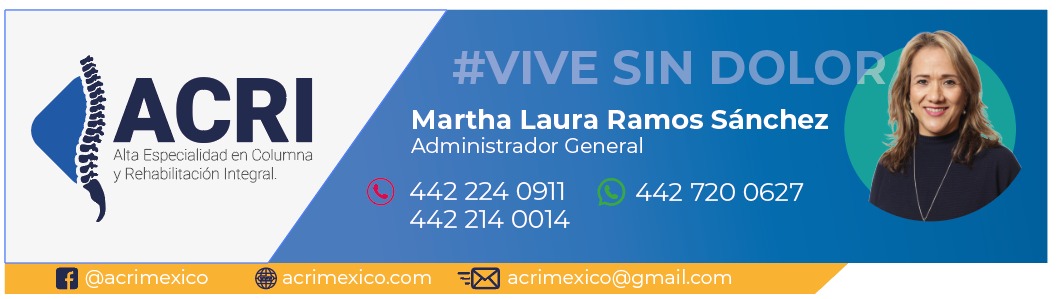 ACRI
Alta Especialidad en Columna
y Rehabilitación Integral.
#VIVE SIN DOLOR
Martha Laura Ramos Sánchez
Administrador General
442 224 0911
442 720 0627
442 214 0014
@acrimexico
acrimexico.com
acrimexico@gmail.com